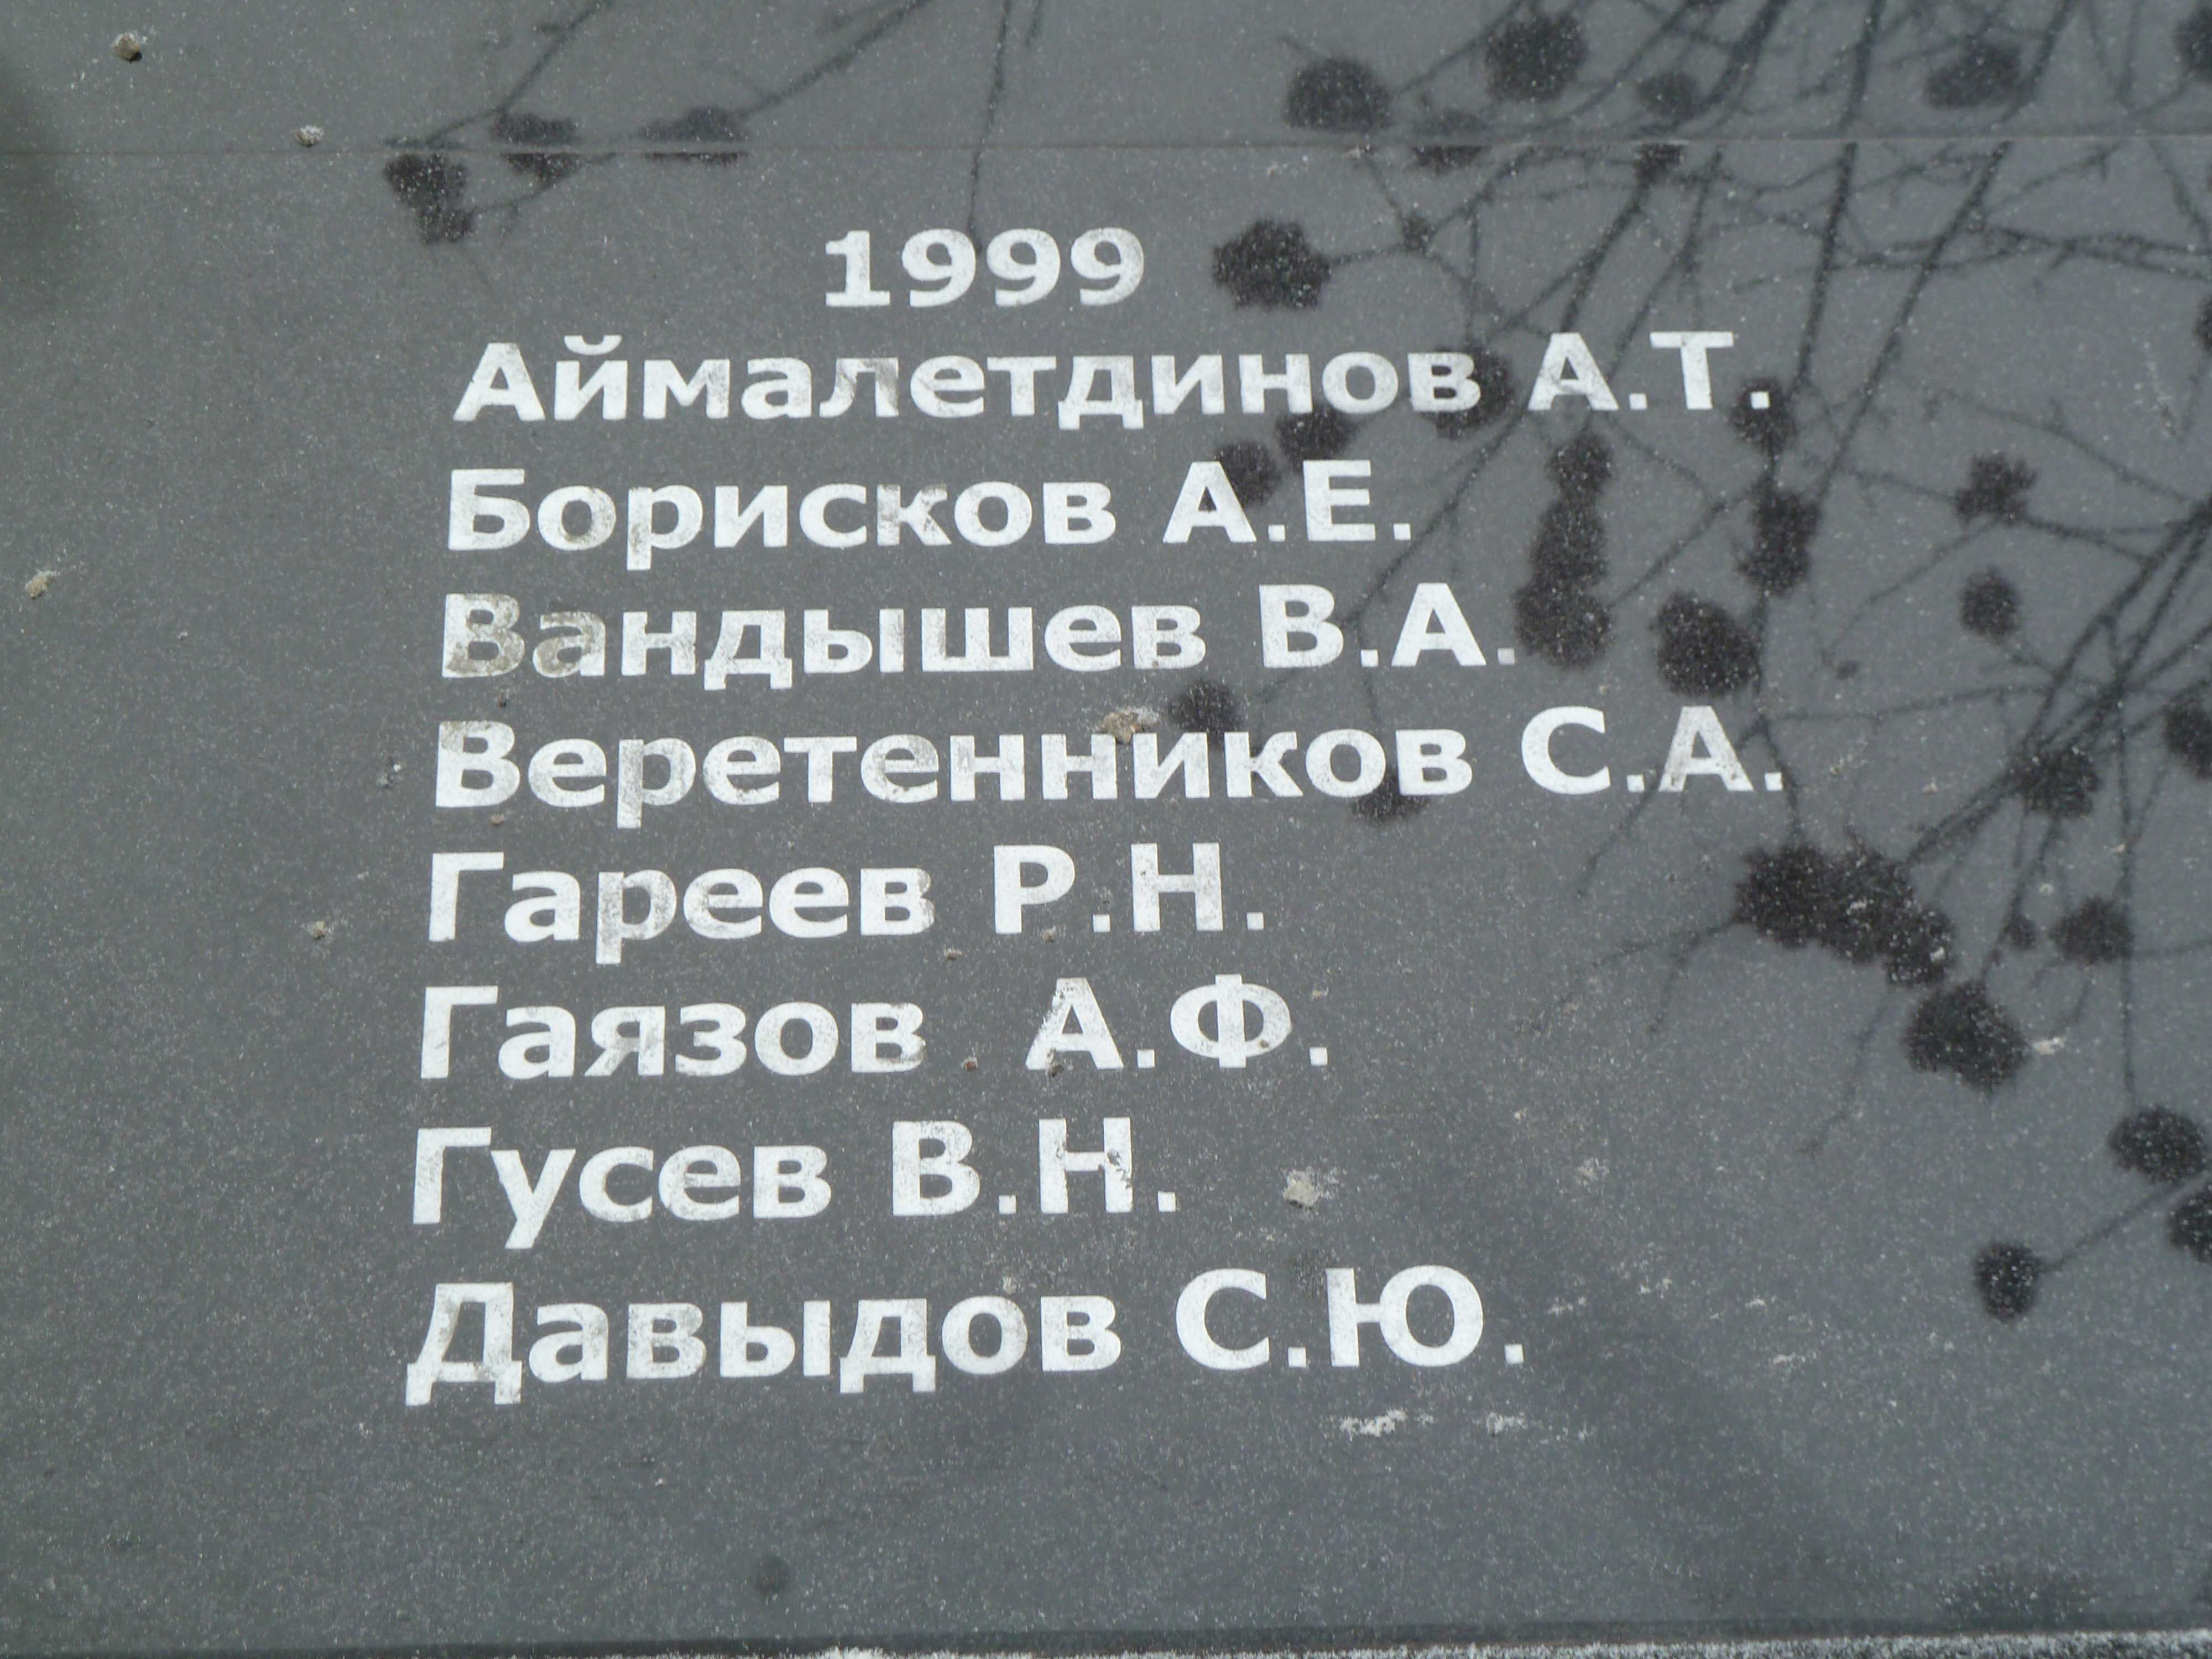 1999
Аймалетдинов А.Т.
Борисков А.Е.
Вандышев В.А.
Веретенников С.А.
Гареев Р.Н.
Гаязов А.Ф.
Гусев В.Н.
Давыдов С.Ю.